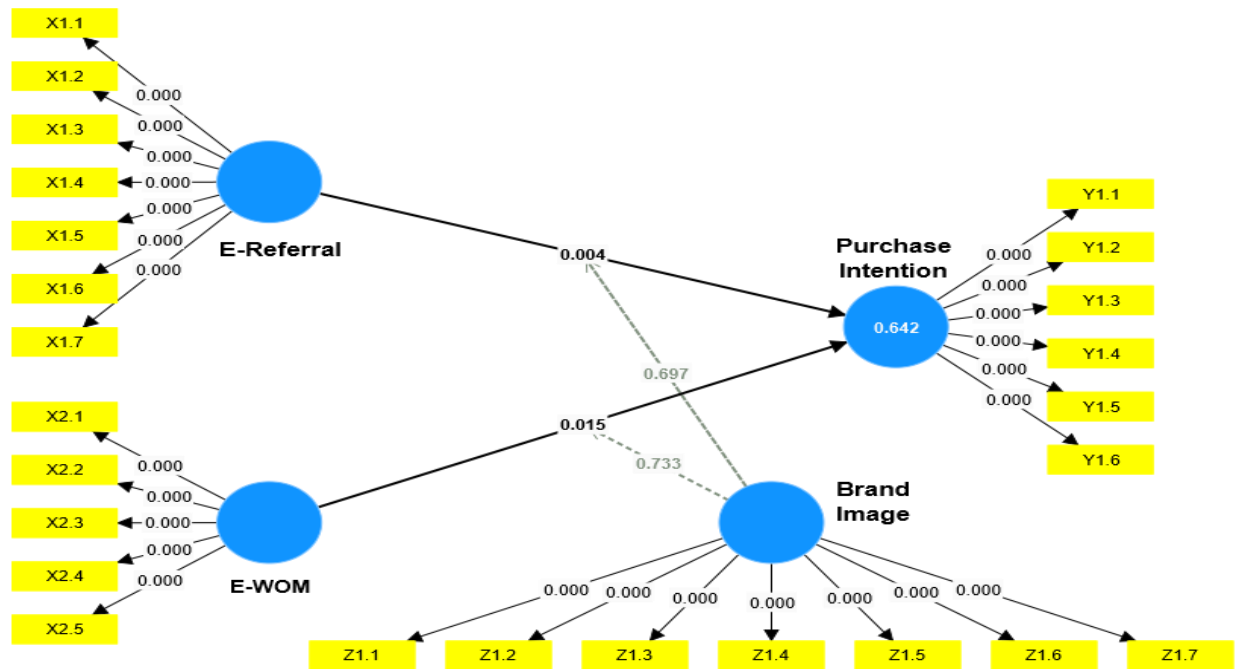 X1.1
X1.2
X1.3
X1.4
X1.5
X1.6
X1.7
0.000
0.000
0.000
0.000
0.000
0.000
0.000
E-Referral
X2.1
X2.2
X2.3
X2.4
X2.5
0.000
0.000
0.000
0.000
0.000
E-WOM
0.004
0.697
0.015
0.733
Purchase
Intention
0.642
0.000
0.000
0.000
0.000
0.000
0.000
Y1.1
Y1.2
Y1.3
Y1.4
Y1.5
Y1.6
Brand
Image
0.000
0.000
0.000
0.000
0.000
0.000
0.000
Z1.1
Z1.2
Z1.3
Z1.4
Z1.5
Z1.6
Z1.7